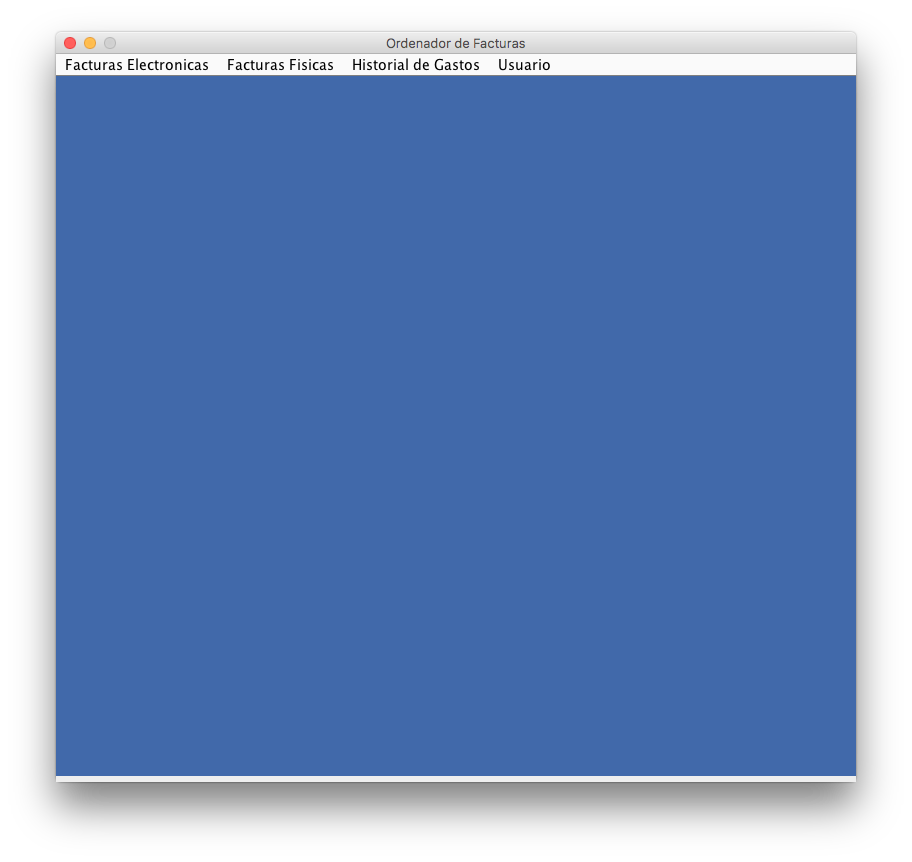 Ordenador de Facturas
Facturas Electronicas Facturas Fisicas Historial de Gastos Usuario